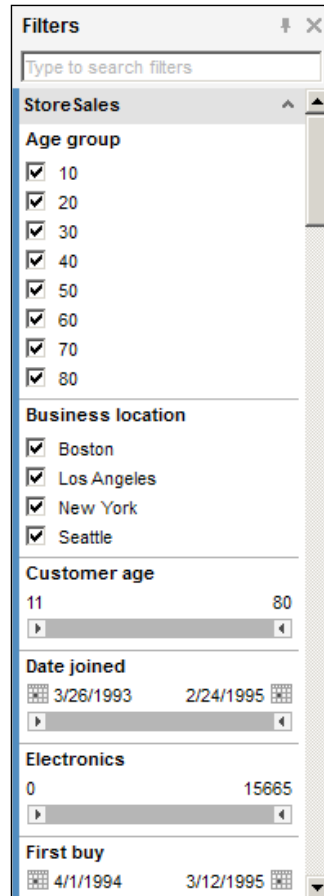 Filters
Type to search filters
StoreSales
Age group
10
20
30
40
50
60
70
80
Business location
Boston
Los Angeles
New York
Seattle
Customer age
11 80
Date joined
3/26/1993 2/24/1995
Electronics
0 15665
First buy
4/1/1994 3/12/1995